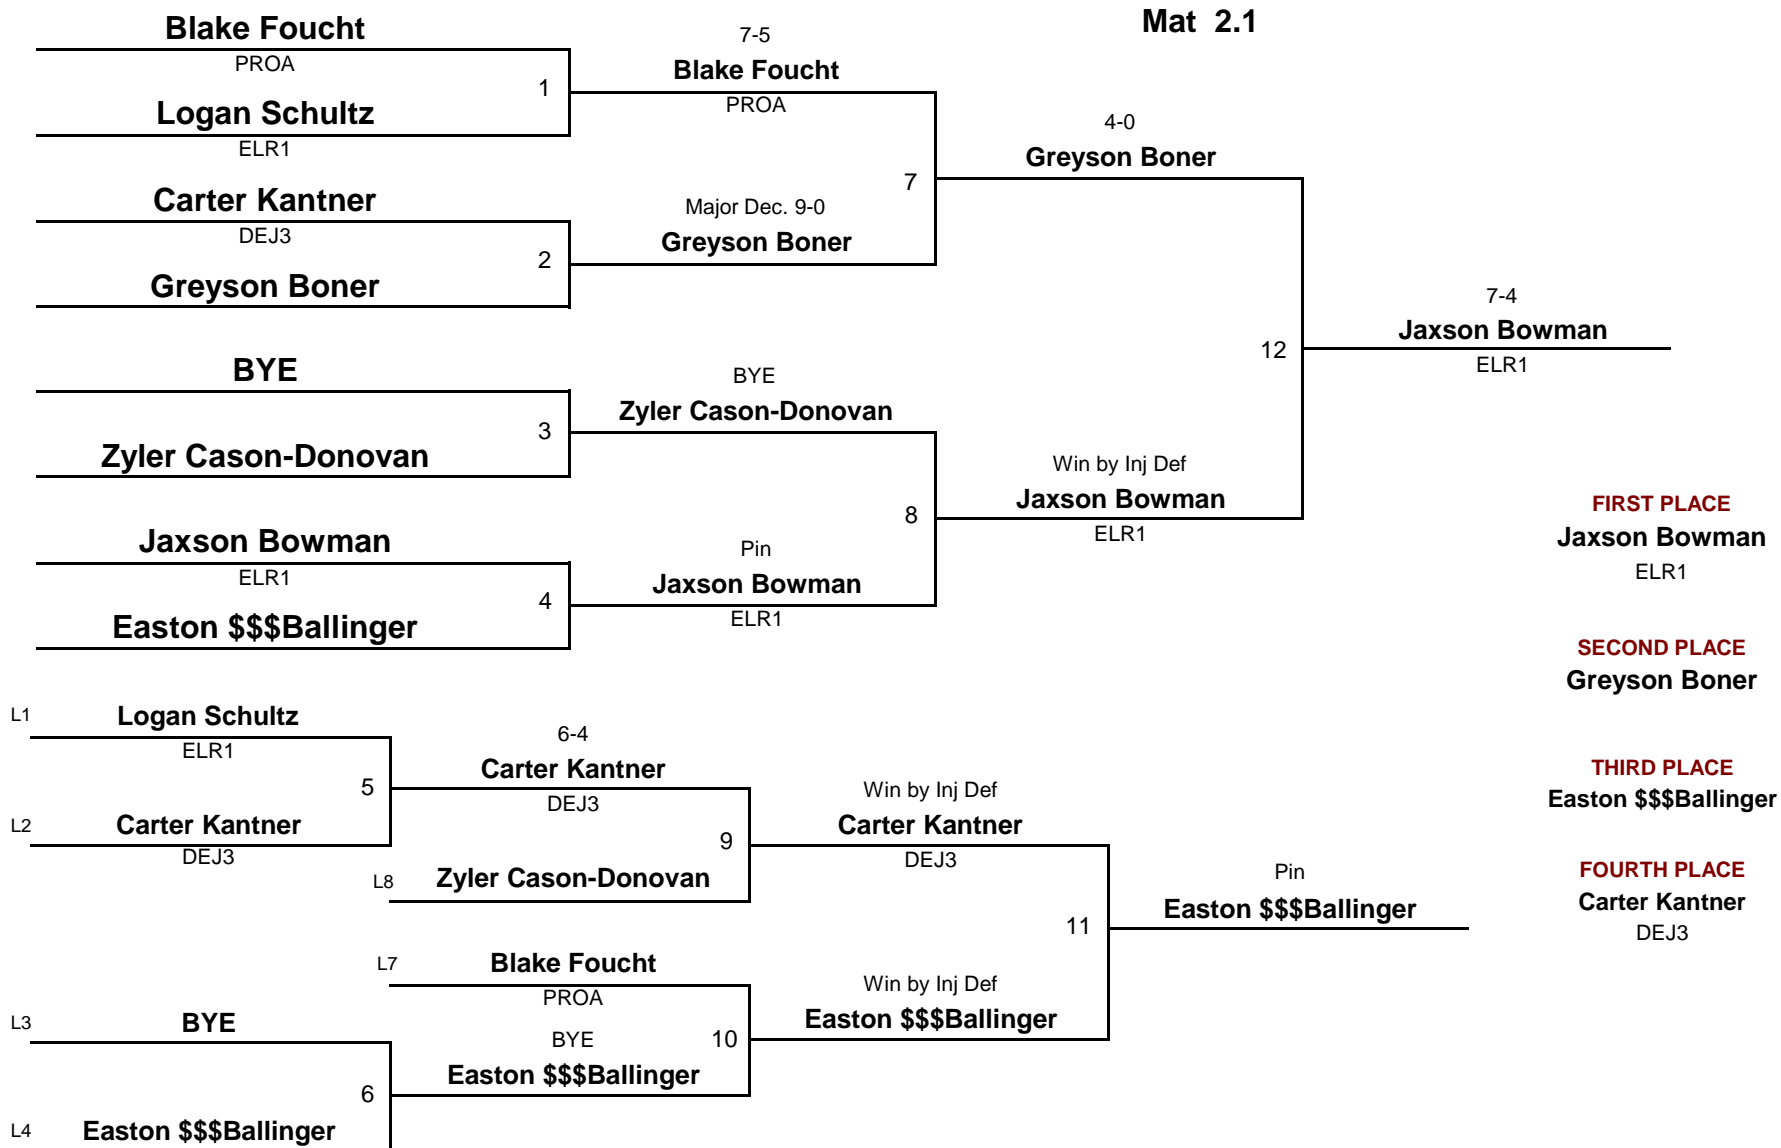 Mat 2.1
Blake Foucht
PROA
1
Logan Schultz
ELR1
7-5
Blake Foucht
PROA
Carter Kantner
DEJ3
2
Greyson Boner
Major Dec. 9-0
Greyson Boner
7
4-0
Greyson Boner
BYE
3
Zyler Cason-Donovan
BYE
Zyler Cason-Donovan
Jaxson Bowman
ELR1
4
Easton $$$Ballinger
Pin
Jaxson Bowman
ELR1
8
Win by Inj Def
Jaxson Bowman
ELR1
12
7-4
Jaxson Bowman
ELR1
FIRST PLACE
Jaxson Bowman
ELR1
SECOND PLACE
Greyson Boner
THIRD PLACE
Easton $$$Ballinger
FOURTH PLACE
Carter Kantner
DEJ3
L1
Logan Schultz
ELR1
5
L2
Carter Kantner
DEJ3
6-4
Carter Kantner
DEJ3
9
L8
Zyler Cason-Donovan
Win by Inj Def
Carter Kantner
DEJ3
11
Pin
Easton $$$Ballinger
L7
Blake Foucht
PROA
L3
BYE
6
L4
Easton $$$Ballinger
BYE
Easton $$$Ballinger
10
Win by Inj Def
Easton $$$Ballinger